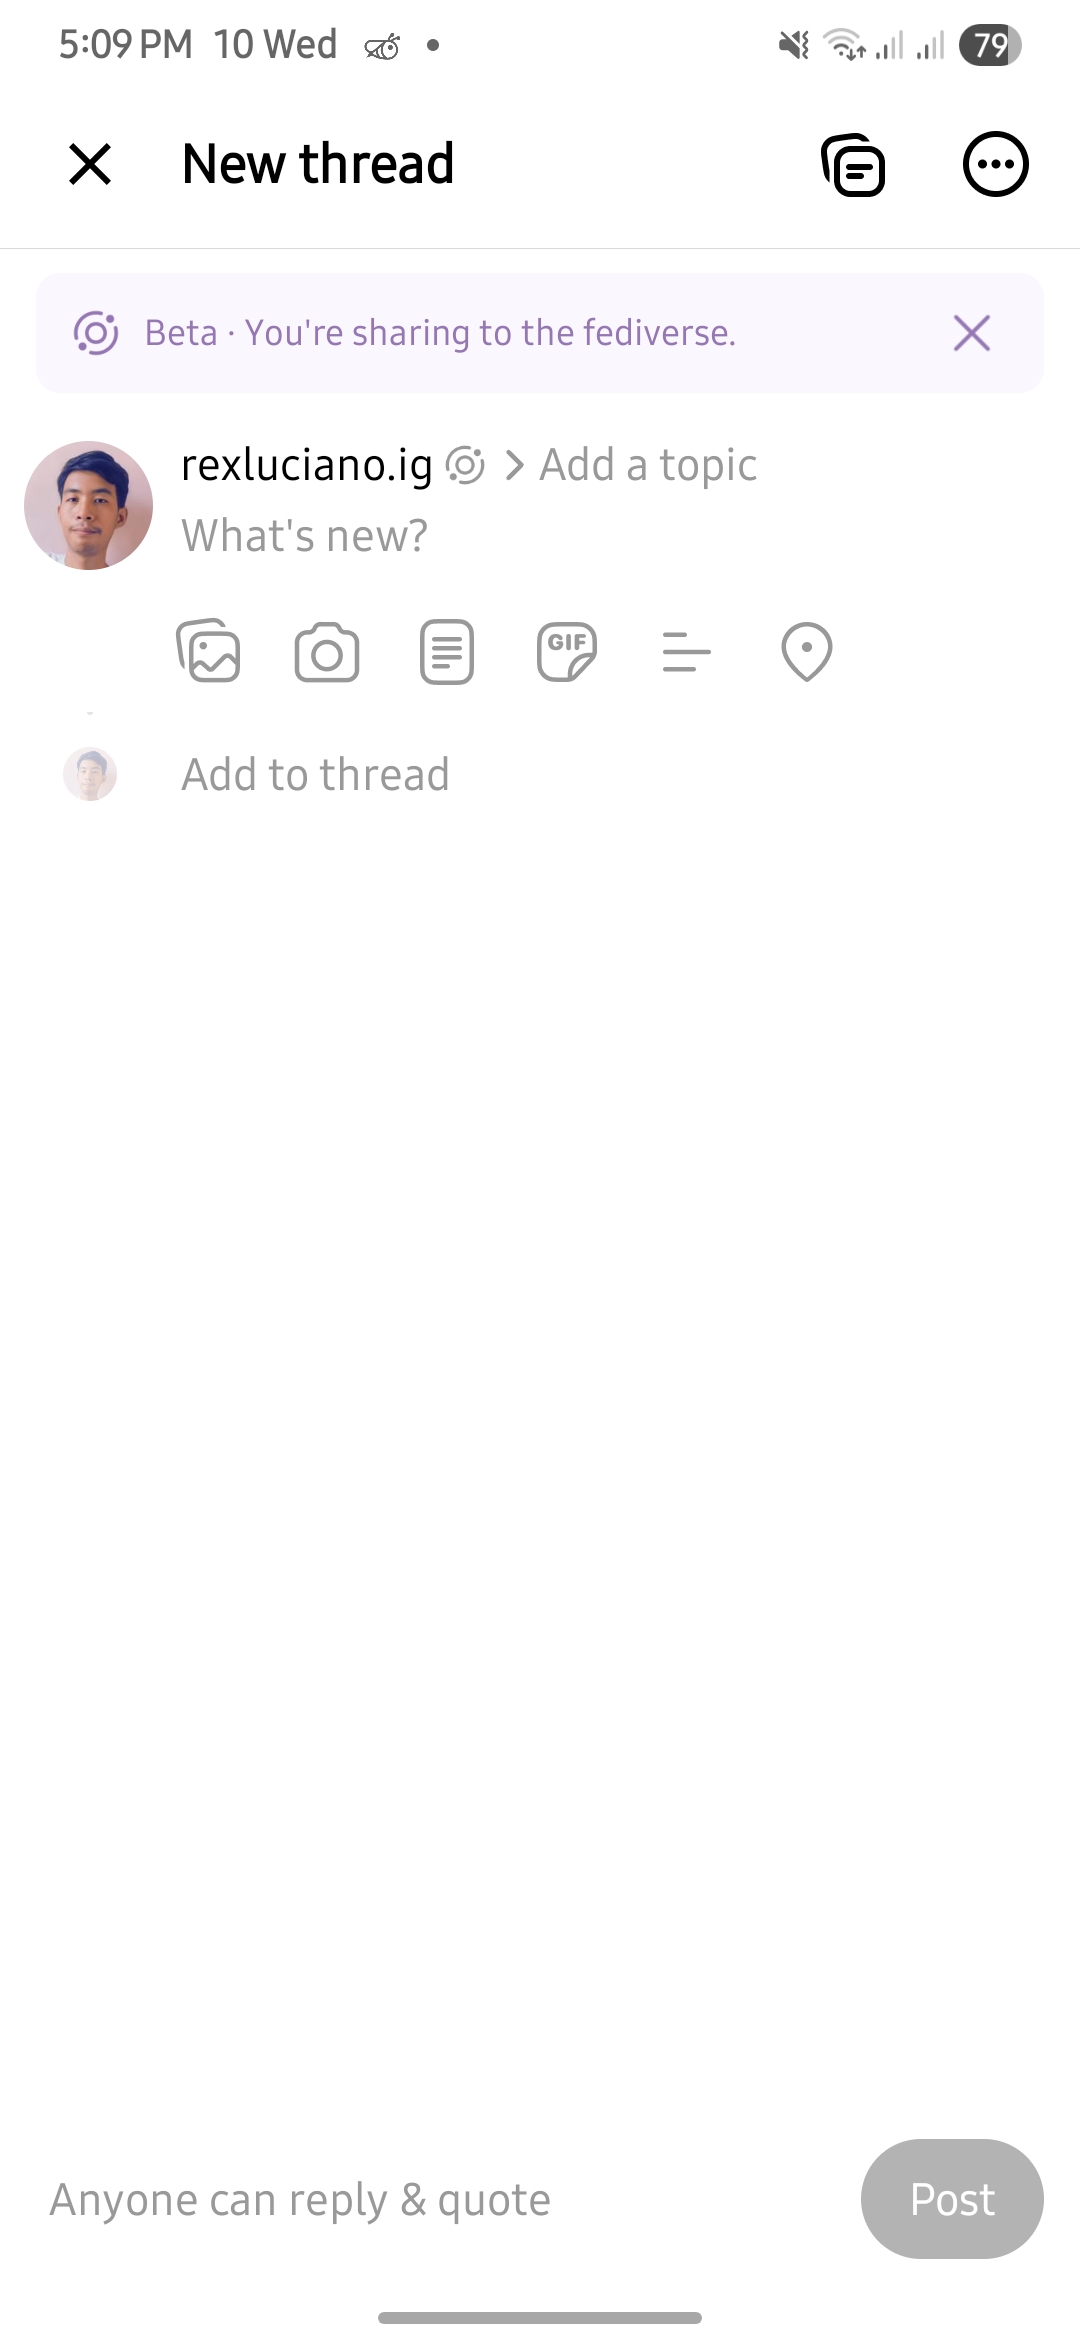 5:09 PM 10 Wed 79
New thread
Beta · You're sharing to the fediverse.
rexluciano.ig > Add a topic
What's new?
GIF
Add to thread
Anyone can reply & quote
Post